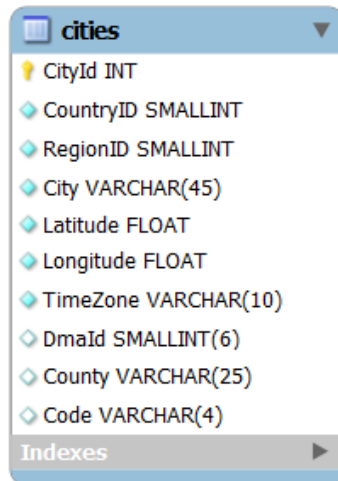 cities
CityId INT
CountryID SMALLINT
RegionID SMALLINT
City VARCHAR(45)
Latitude FLOAT
Longitude FLOAT
TimeZone VARCHAR(10)
DmaId SMALLINT(6)
County VARCHAR(25)
Code VARCHAR(4)
Indexes